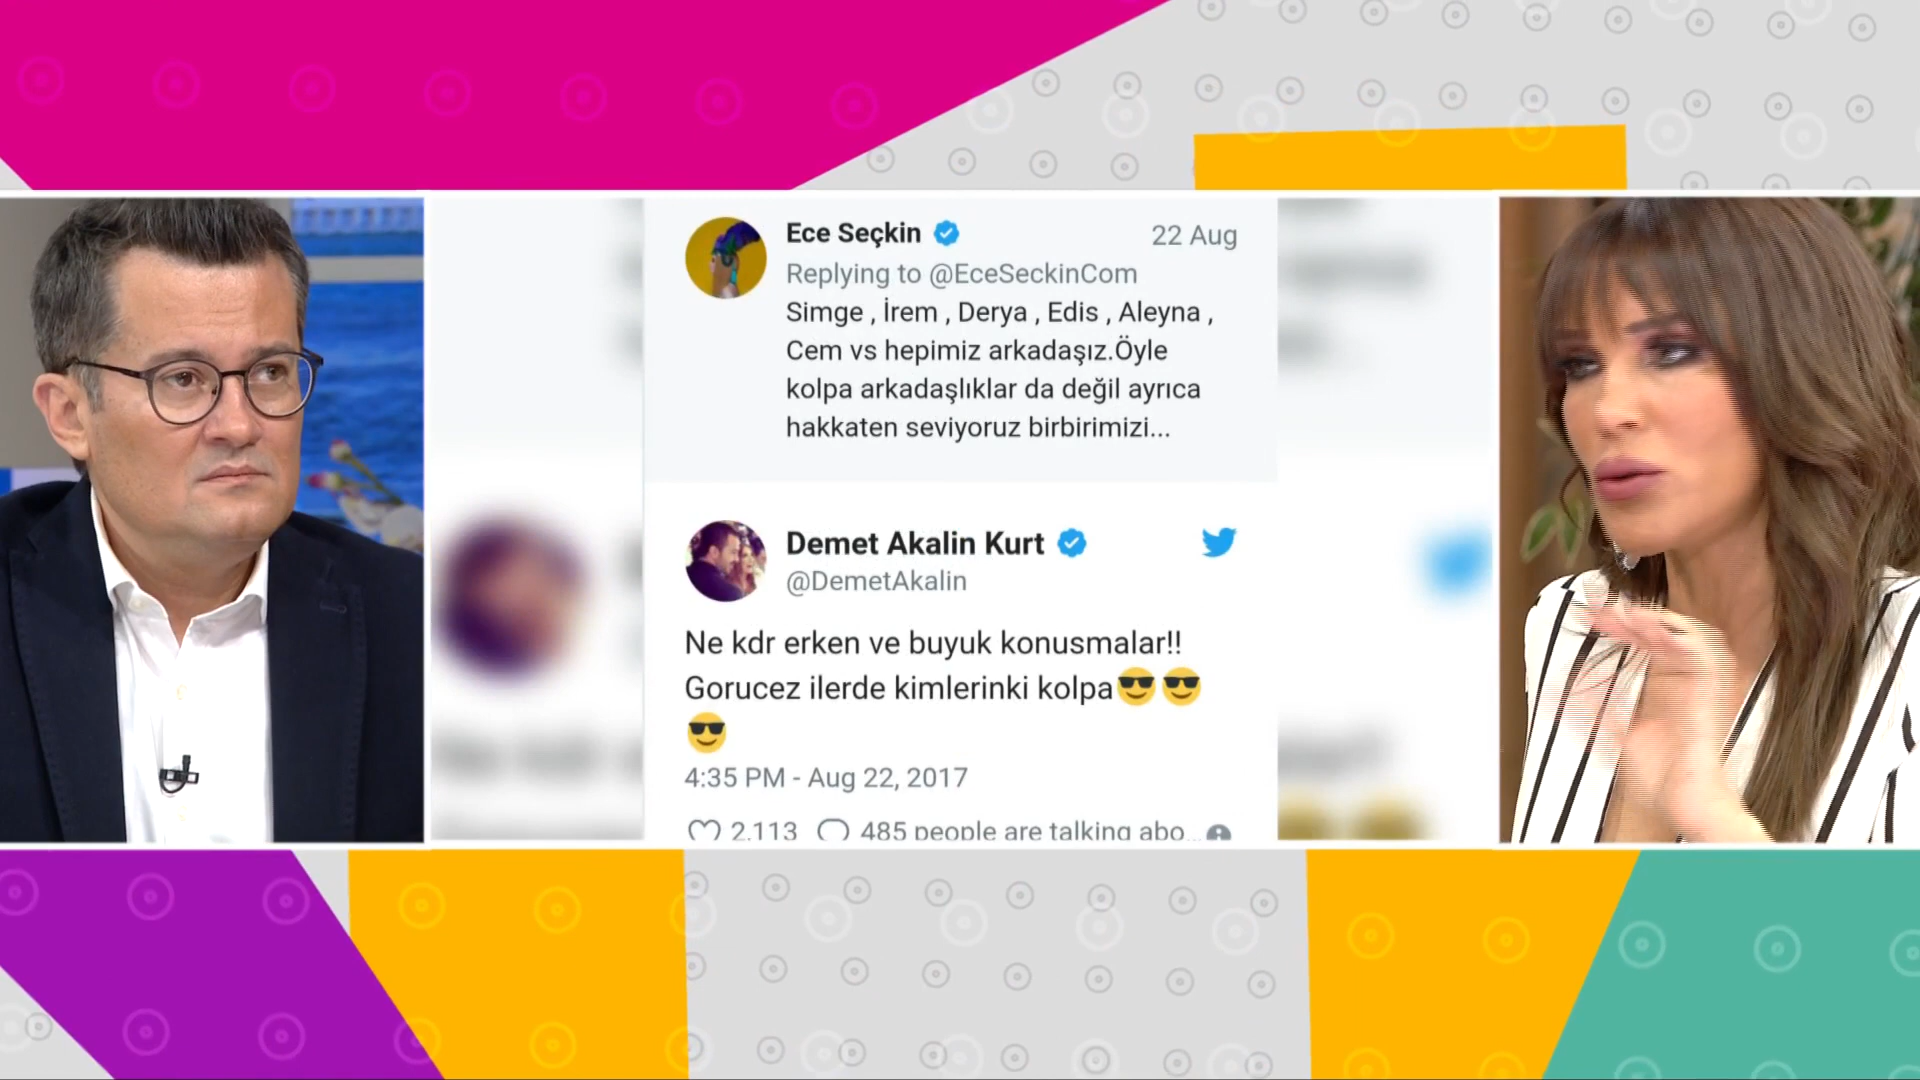 Ece Seçkin
22 Aug
Replying to @EceSeckinCom
Simge , İrem , Derya , Edis , Aleyna ,
Cem vs hepimiz arkadaşız.Öyle
kolpa arkadaşlıklar da değil ayrıca
hakkaten seviyoruz birbirimizi...
Demet Akalin Kurt
@DemetAkalin
Ne kdr erken ve buyuk konusmalar!!
Gorucez ilerde kimlerinki kolpa😎😎
😎
4:35 PM - Aug 22, 2017
2,113 485 people are talking abo...